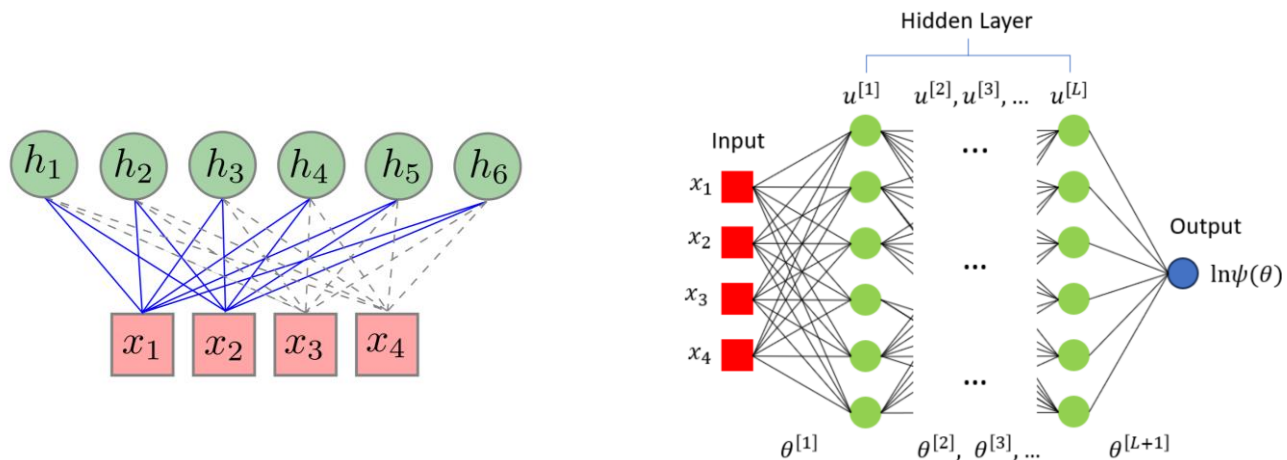 h₁ h₂ h₃ h₄ h₅ h₆
x₁ x₂ x₃ x₄
Hidden Layer
u^[1] u^[2], u^[3], ... u^[L]
Input
...
x₁
x₂
Output
...
lnψ(θ)
x₃
x₄
...
θ^[1] θ^[2], θ^[3], ... θ^[L+1]